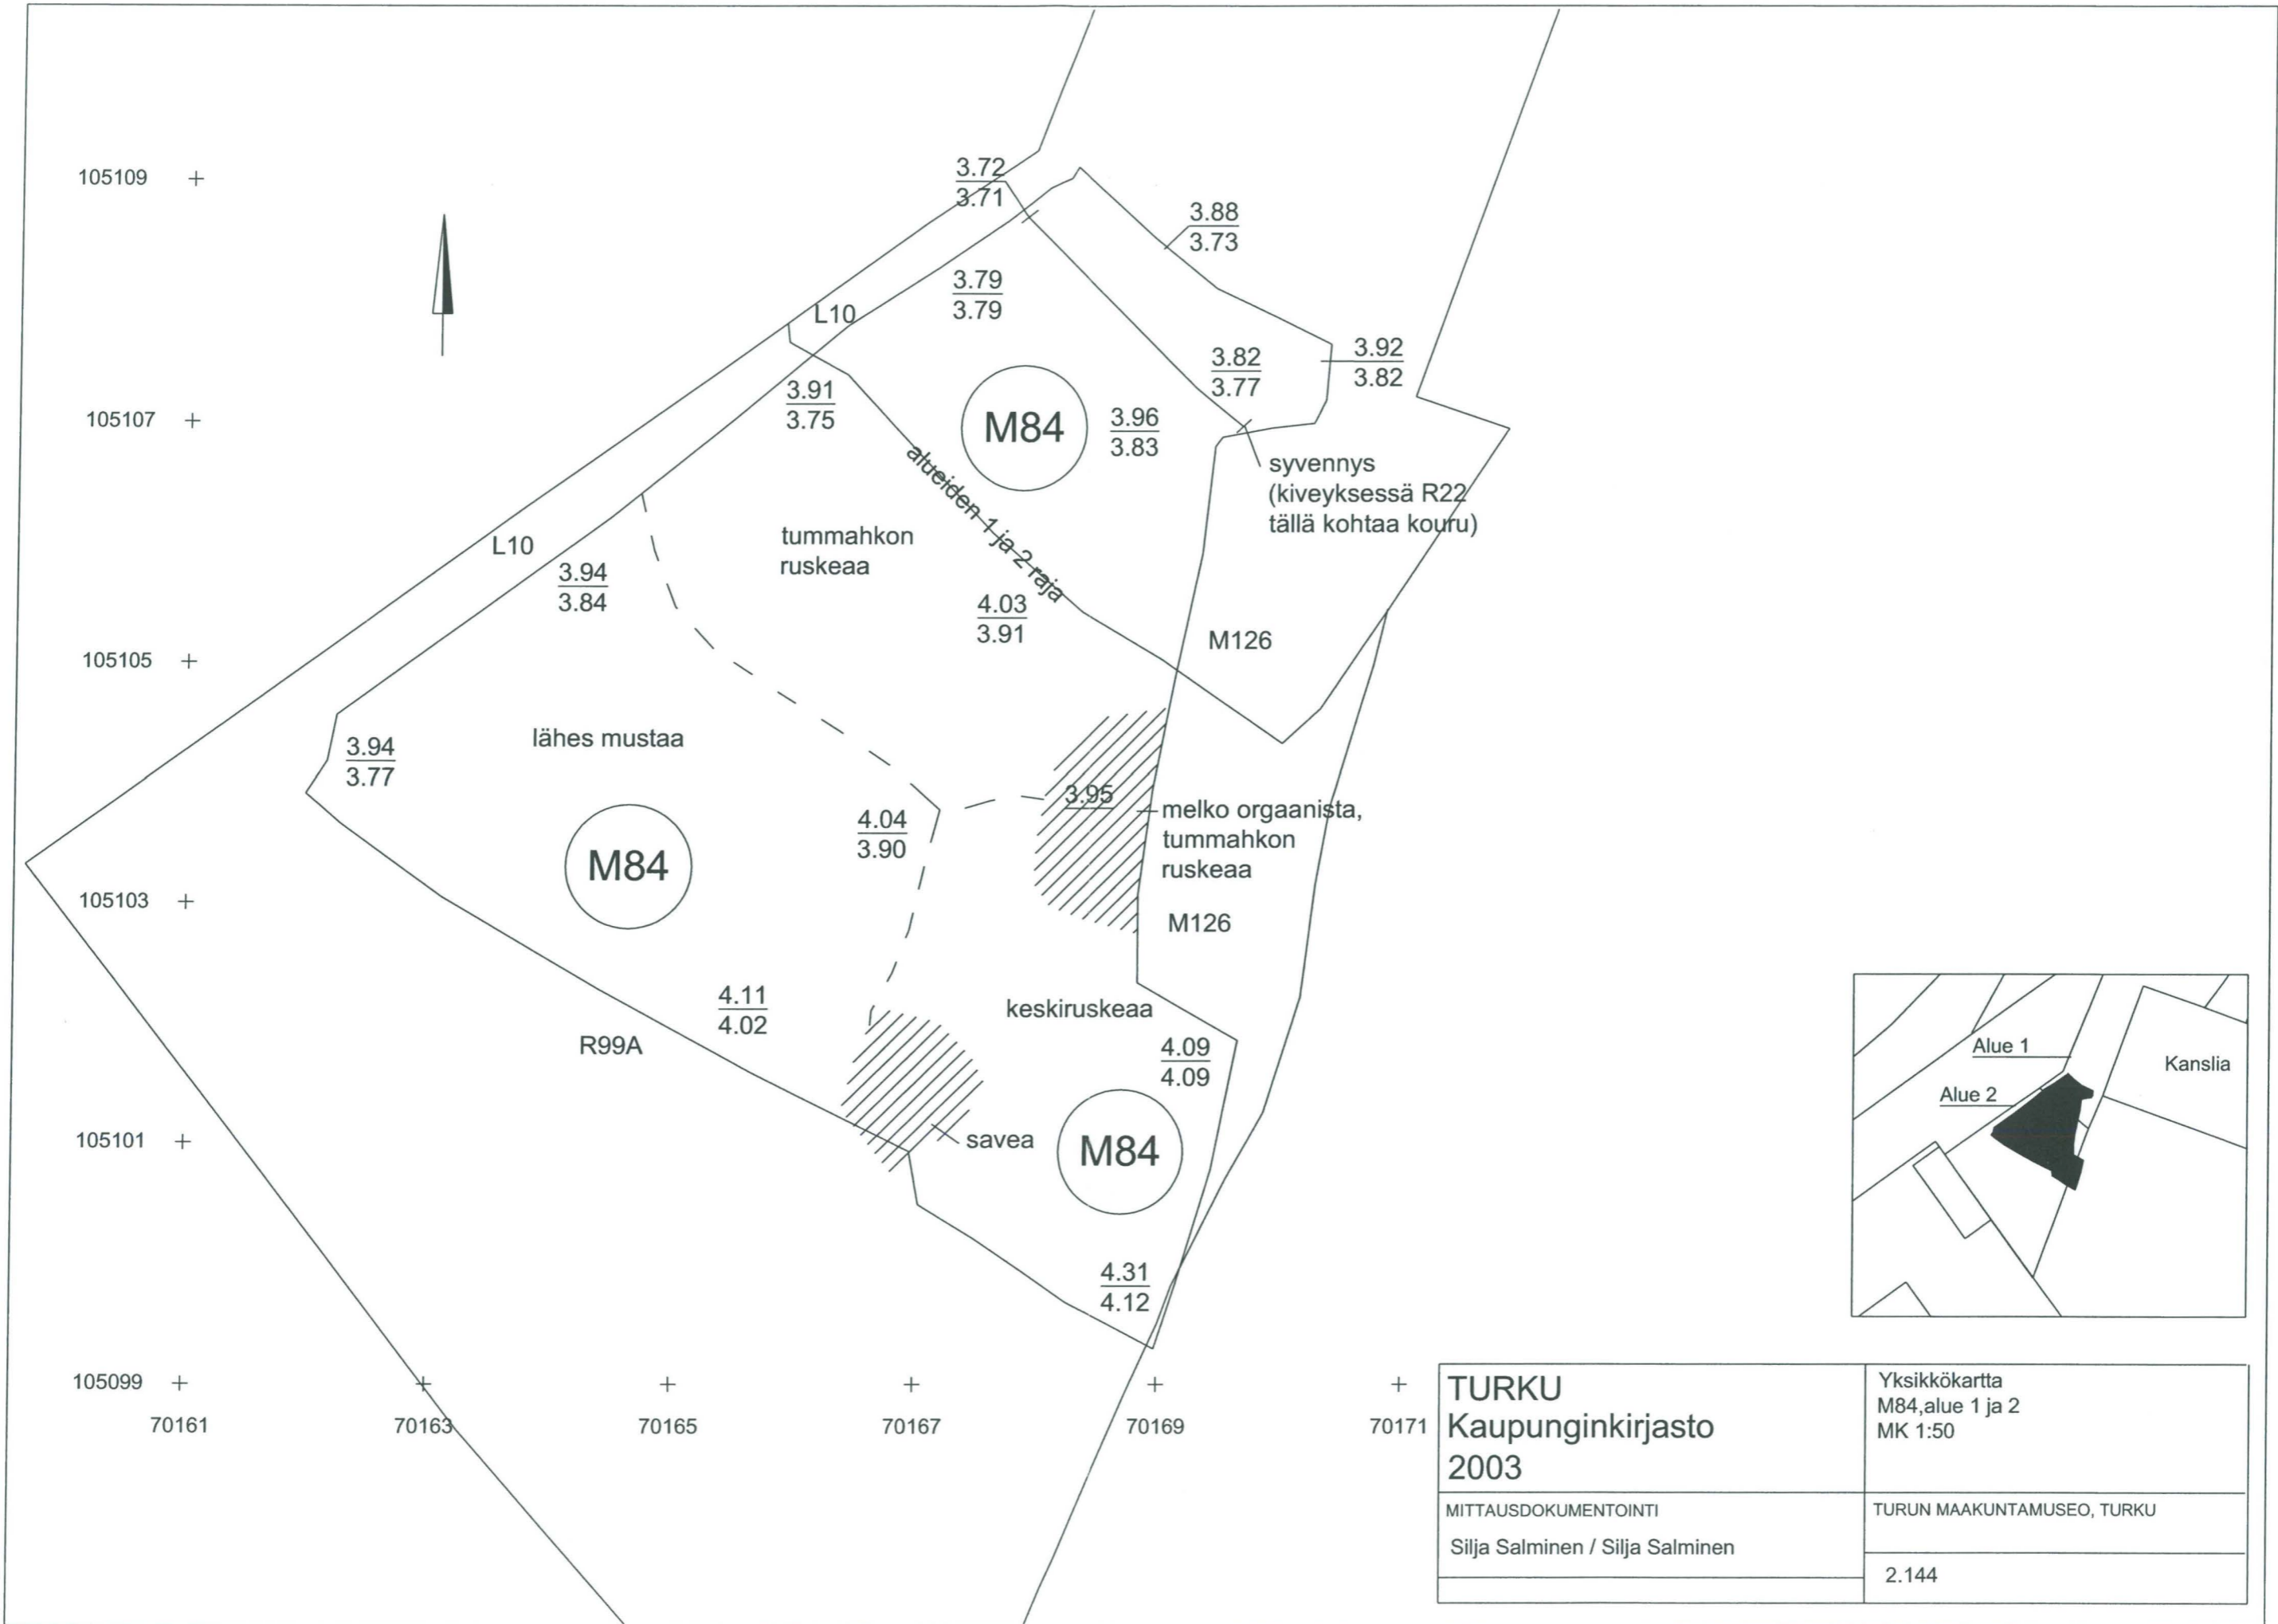 105109
3.72
3.71
3.88
3.73
3.79
3.79
L10
3.82
3.77
3.92
3.82
105107
3.91
3.75
M84
3.96
3.83
alueiden 1 ja 2 raja
syvennys
(kiveyksessä R22
tällä kohtaa kouru)
tummahkon
ruskeaa
L10
3.94
3.84
4.03
3.91
M126
105105
lähes mustaa
3.94
3.77
3.95
melko orgaanista,
tummahkon
ruskeaa
4.04
3.90
M84
105103
M126
4.11
4.02
keskiruskeaa
R99A
4.09
4.09
105101
savea
M84
4.31
4.12
105099
70161
70163
70165
70167
70169
70171
Alue 1
Kanslia
Alue 2
TURKU
Kaupunginkirjasto
2003
Yksikkökartta
M84,alue 1 ja 2
MK 1:50
MITTAUSDOKUMENTOINTI
Silja Salminen / Silja Salminen
TURUN MAAKUNTAMUSEO, TURKU
2.144